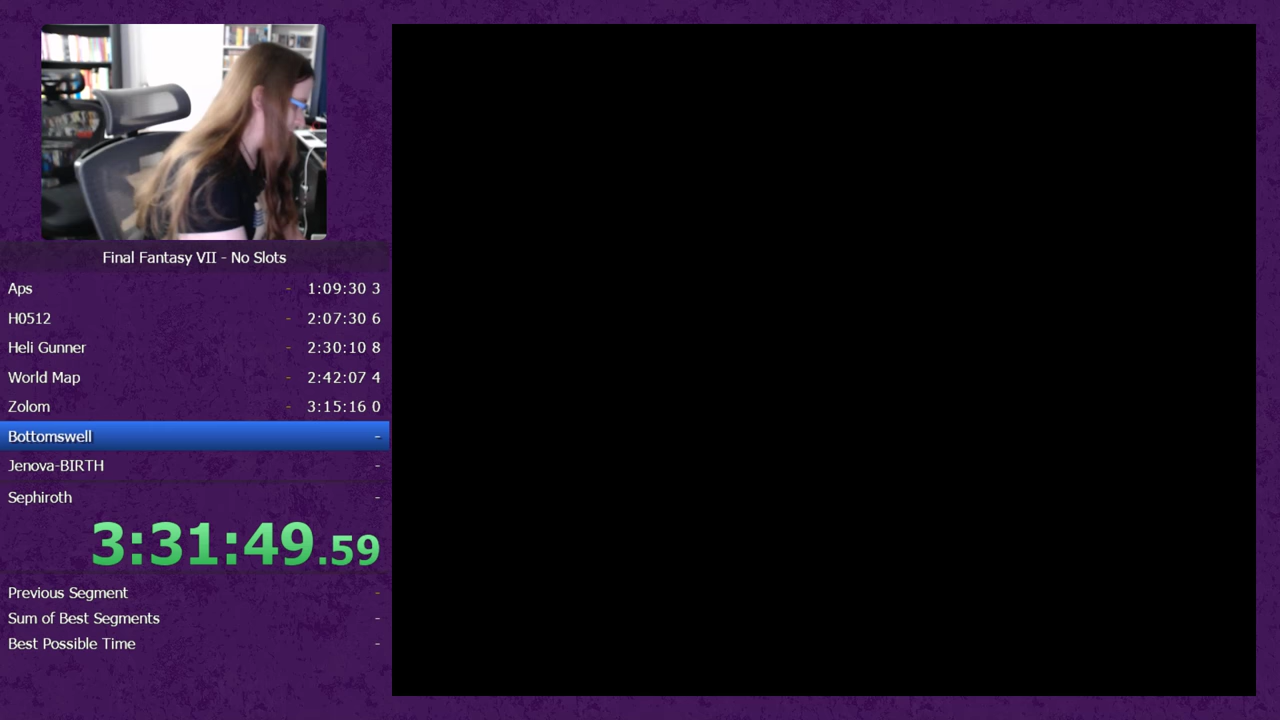 Final Fantasy VII - No Slots
Aps - 1:09:30 3
H0512 - 2:07:30 6
Heli Gunner - 2:30:10 8
World Map - 2:42:07 4
Zolom - 3:15:16 0
Bottomswell -
Jenova-BIRTH -
Sephiroth -
3:31:49.59
Previous Segment -
Sum of Best Segments -
Best Possible Time -